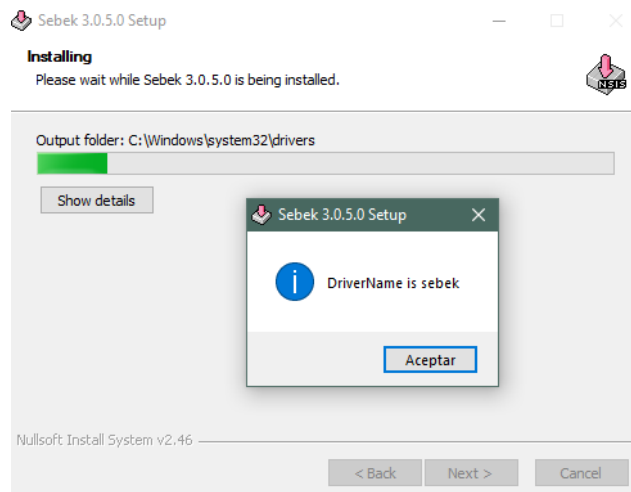 Sebek 3.0.5.0 Setup
Installing
Please wait while Sebek 3.0.5.0 is being installed.
NSIS
Output folder: C:\Windows\system32\drivers
Show details
Sebek 3.0.5.0 Setup
DriverName is sebek
Aceptar
Nullsoft Install System v2.46
< Back Next > Cancel